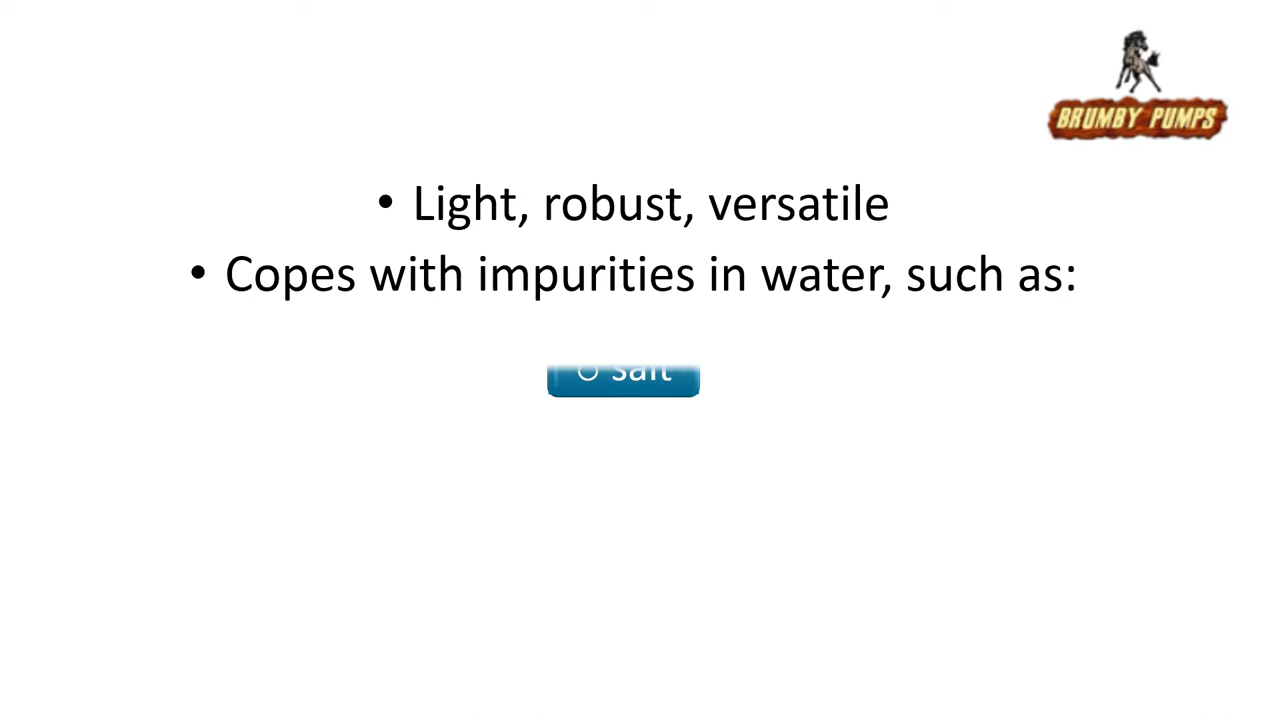 BRUMBY PUMPS
• Light, robust, versatile
• Copes with impurities in water, such as:
○ salt